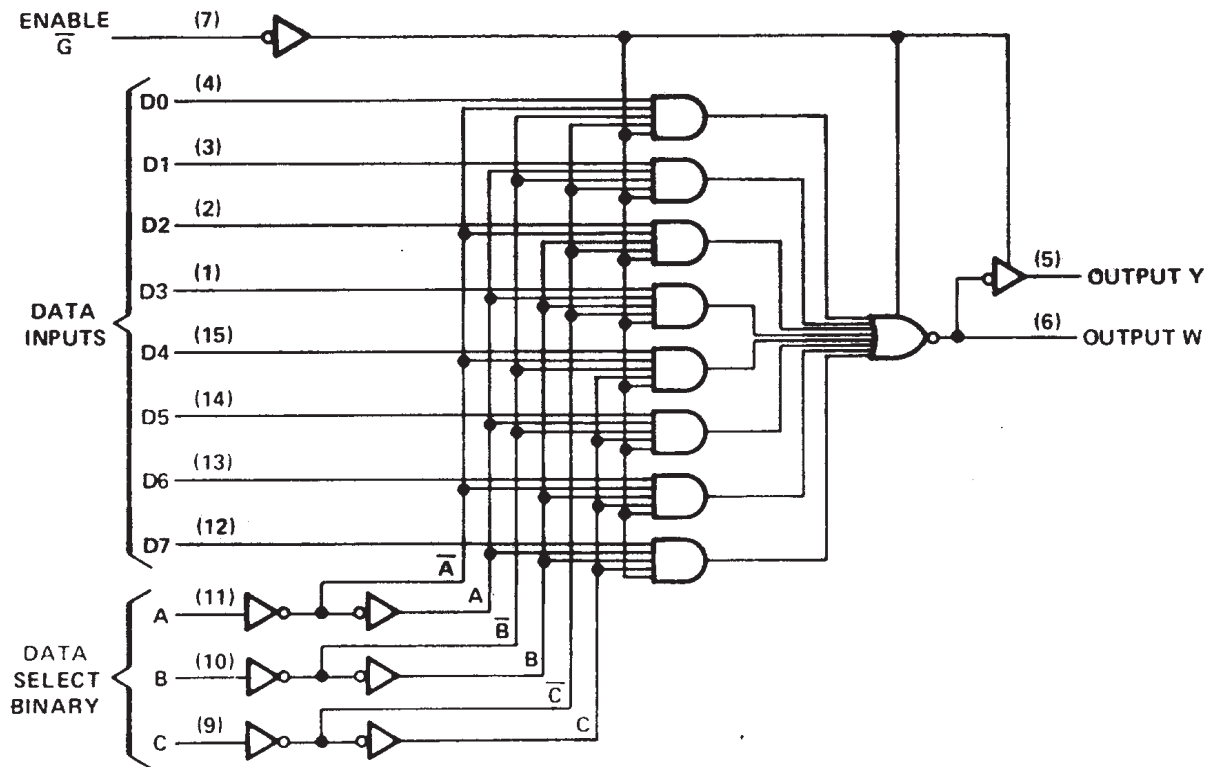 ENABLE
G̅
(7)
D0 (4)
D1 (3)
D2 (2)
D3 (1)
DATA
INPUTS
D4 (15)
D5 (14)
D6 (13)
D7 (12)
(5) OUTPUT Y
(6) OUTPUT W
A̅
A (11)
A
B̅
DATA
SELECT
BINARY
B (10)
B
C̅
C (9)
C